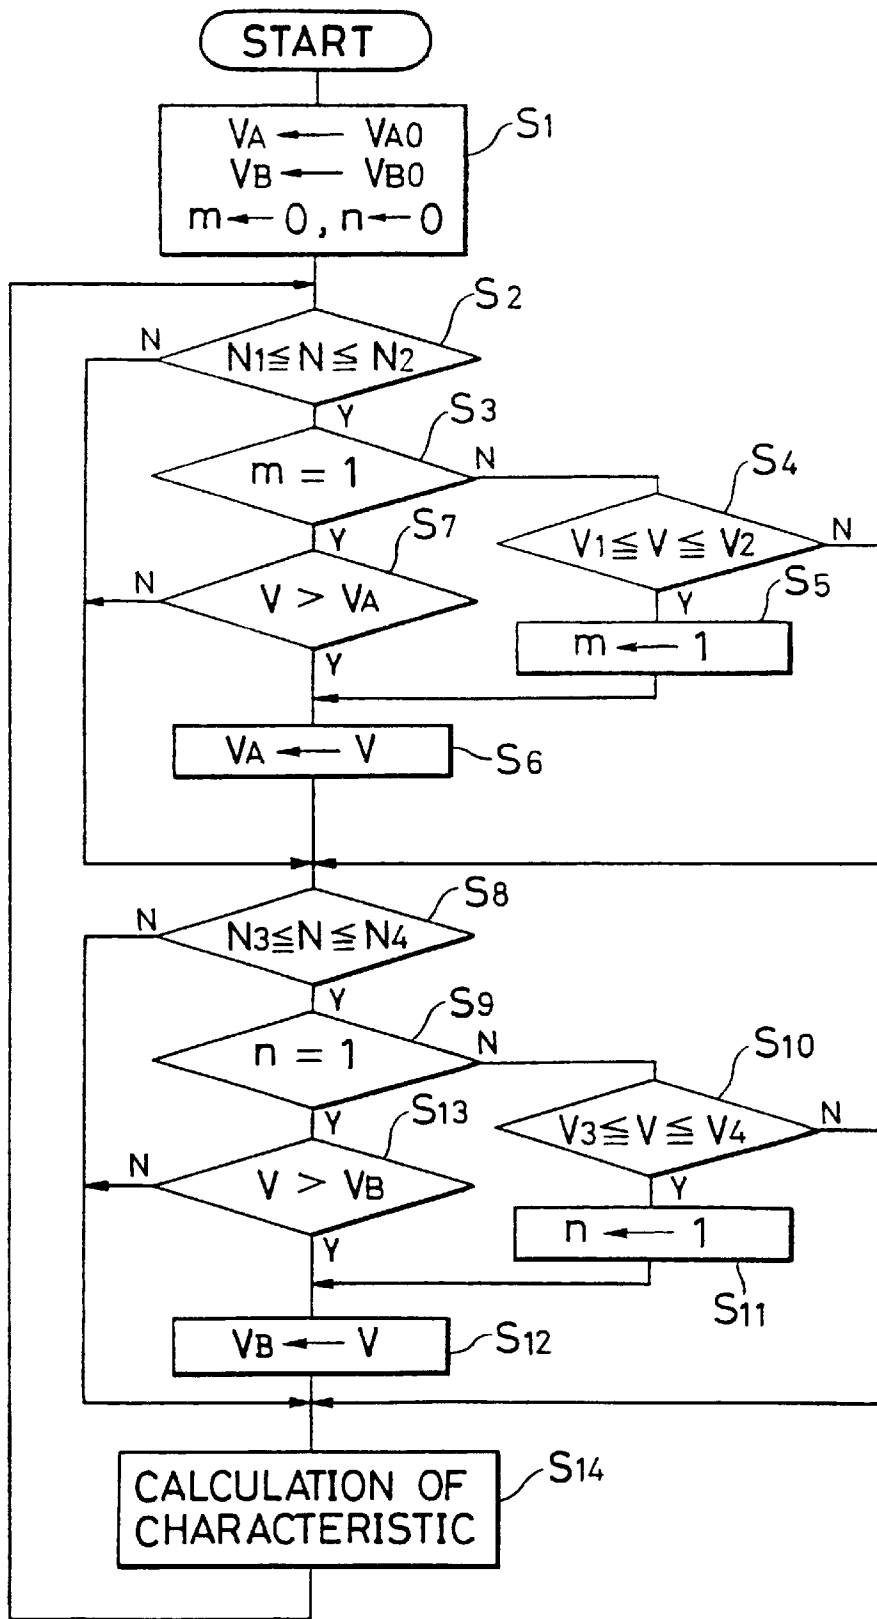 START
VA ← VA0
VB ← VB0
m ← 0, n ← 0
S1
S2
N
N1 ≦ N ≦ N2
Y
S3
m = 1
N
S4
Y
S7
V1 ≦ V ≦ V2
N
N
V > VA
Y
S5
m ← 1
Y
VA ← V
S6
S8
N
N3 ≦ N ≦ N4
Y
S9
n = 1
N
S10
Y
S13
V3 ≦ V ≦ V4
N
N
V > VB
Y
n ← 1
Y
S11
VB ← V
S12
S14
CALCULATION OF
CHARACTERISTIC